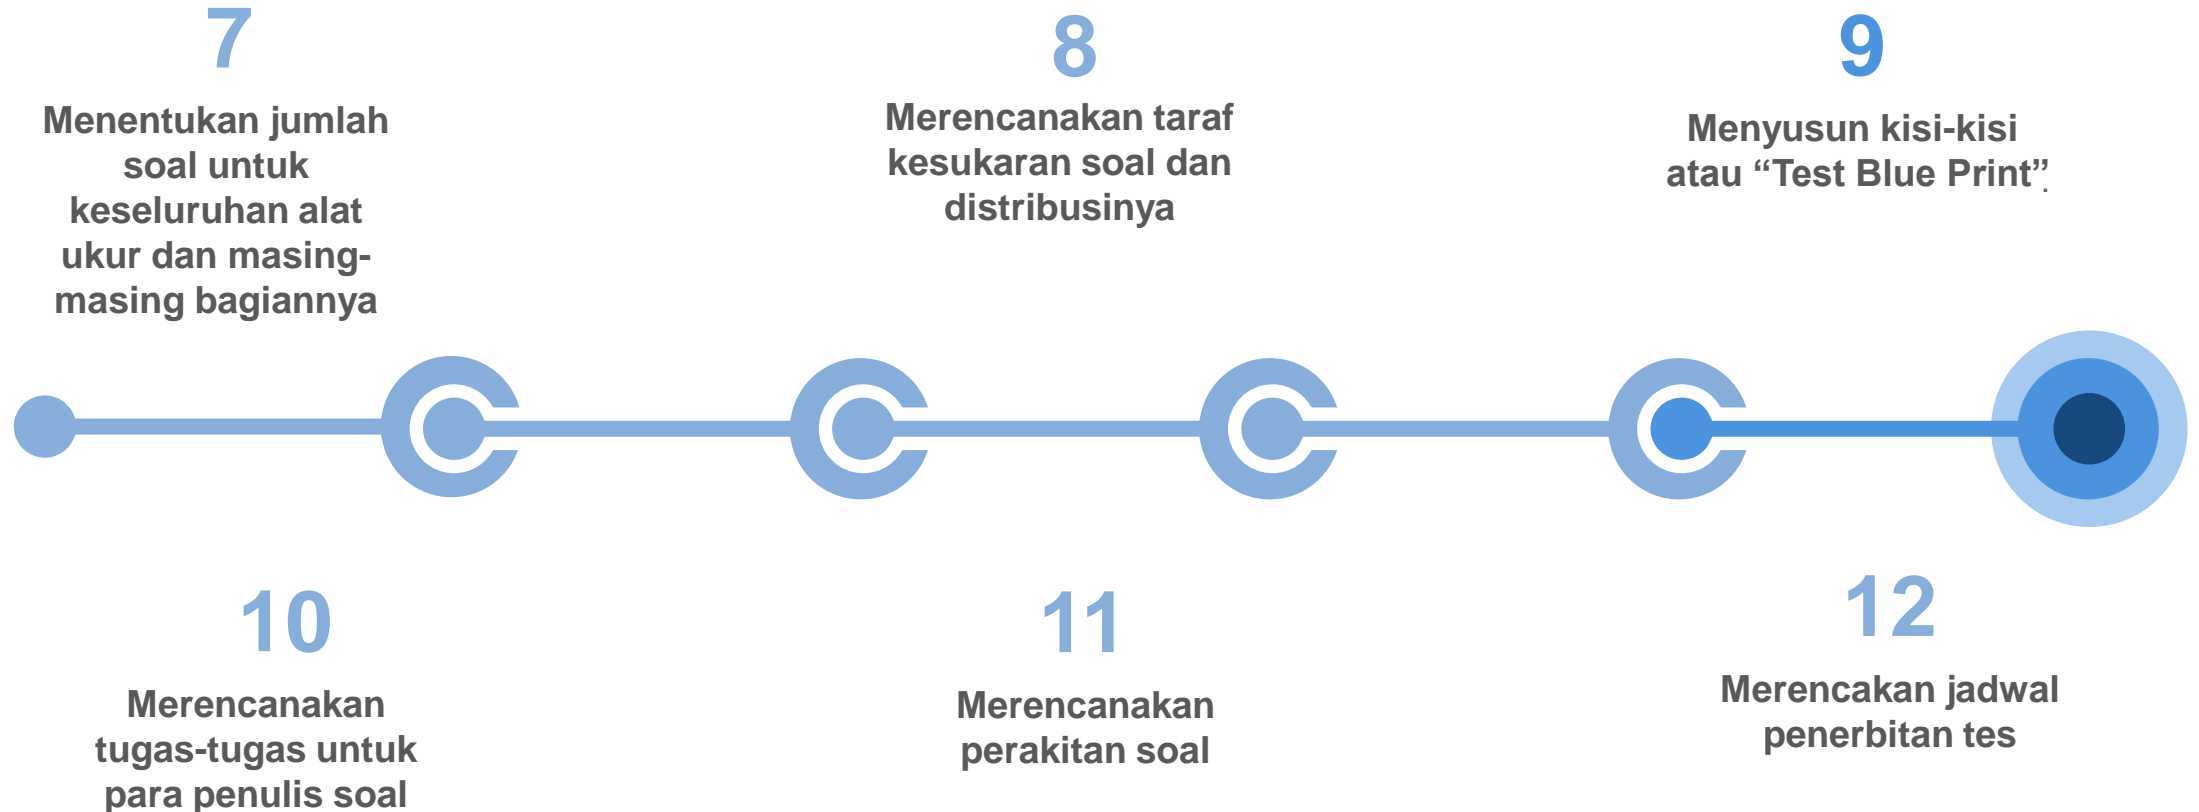 7
Menentukan jumlah
soal untuk
keseluruhan alat
ukur dan masing-
masing bagiannya
8
Merencanakan taraf
kesukaran soal dan
distribusinya
9
Menyusun kisi-kisi
atau “Test Blue Print”.
10
Merencanakan
tugas-tugas untuk
para penulis soal
11
Merencanakan
perakitan soal
12
Merencakan jadwal
penerbitan tes